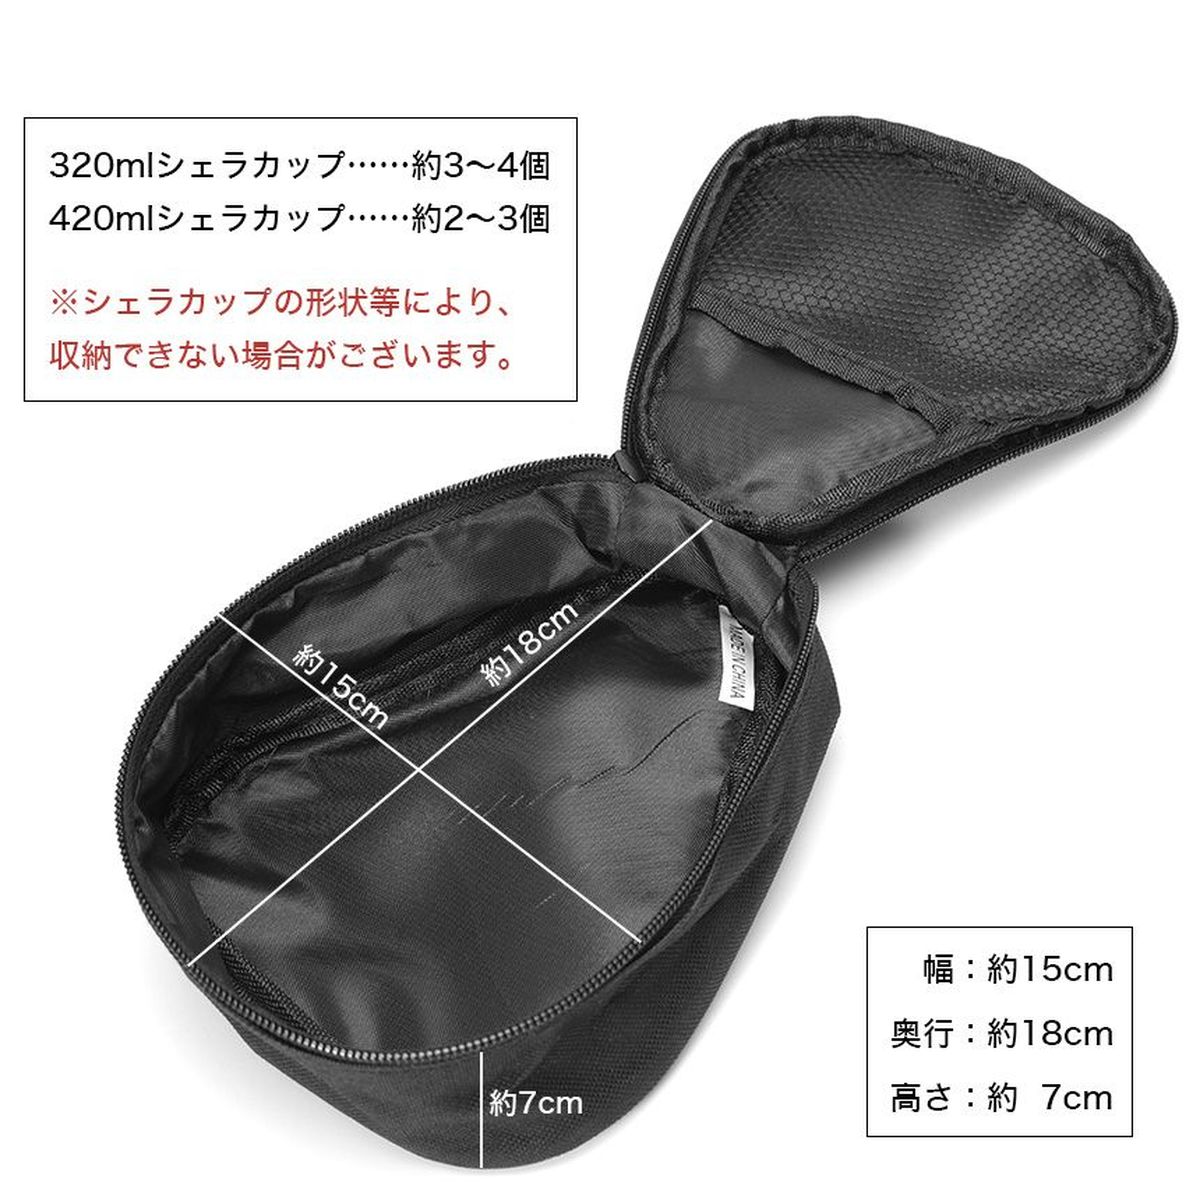 320mlシェラカップ……約3〜4個
420mlシェラカップ……約2〜3個
※シェラカップの形状等により、
収納できない場合がございます。
約15cm
約18cm
MADE IN CHINA
約7cm
幅：約15cm
奥行：約18cm
高さ：約 7cm